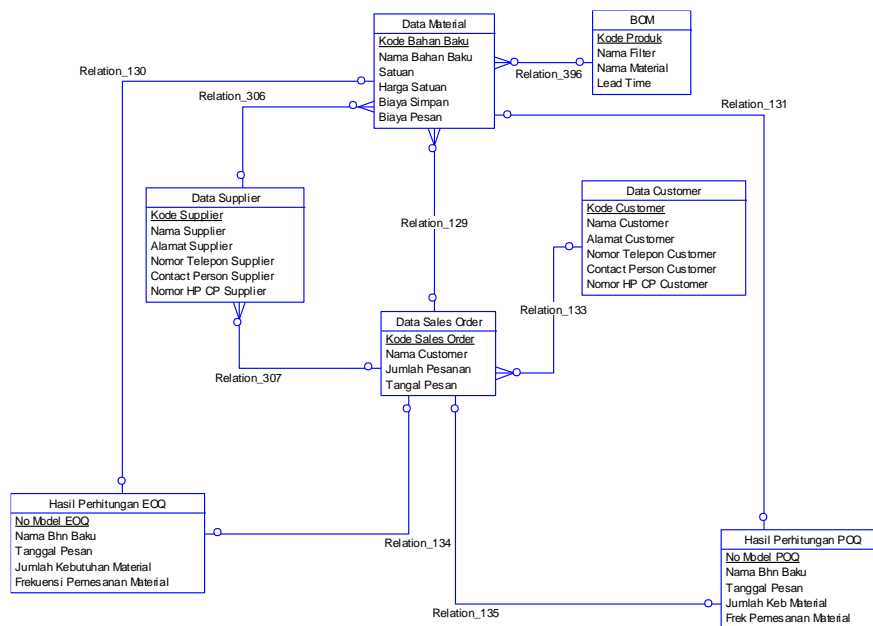 Data Material
Kode Bahan Baku
Nama Bahan Baku
Satuan
Harga Satuan
Biaya Simpan
Biaya Pesan
BOM
Kode Produk
Nama Filter
Nama Material
Lead Time
Relation_130
Relation_396
Relation_306
Relation_131
Data Supplier
Kode Supplier
Nama Supplier
Alamat Supplier
Nomor Telepon Supplier
Contact Person Supplier
Nomor HP CP Supplier
Relation_129
Data Customer
Kode Customer
Nama Customer
Alamat Customer
Nomor Telepon Customer
Contact Person Customer
Nomor HP CP Customer
Relation_133
Data Sales Order
Kode Sales Order
Nama Customer
Jumlah Pesanan
Tangal Pesan
Relation_307
Hasil Perhitungan EOQ
No Model EOQ
Nama Bhn Baku
Tanggal Pesan
Jumlah Kebutuhan Material
Frekuensi Pemesanan Material
Relation_134
Relation_135
Hasil Perhitungan POQ
No Model POQ
Nama Bhn Baku
Tanggal Pesan
Jumlah Keb Material
Frek Pemesanan Material